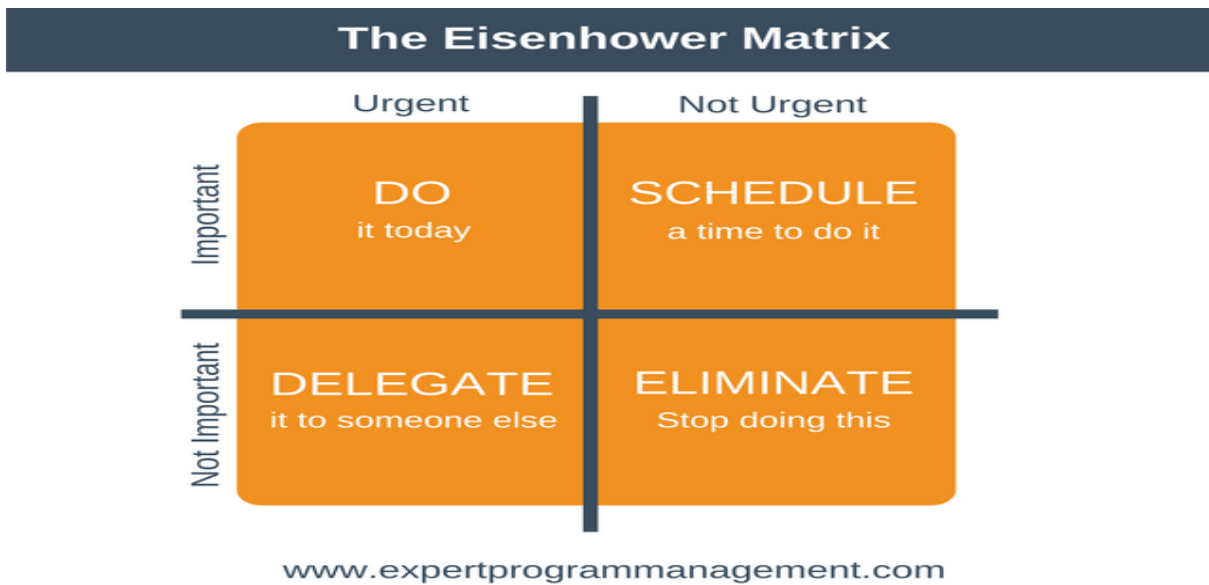 The Eisenhower Matrix
Urgent
Not Urgent
Important
DO
it today
SCHEDULE
a time to do it
Not Important
DELEGATE
it to someone else
ELIMINATE
Stop doing this
www.expertprogrammanagement.com